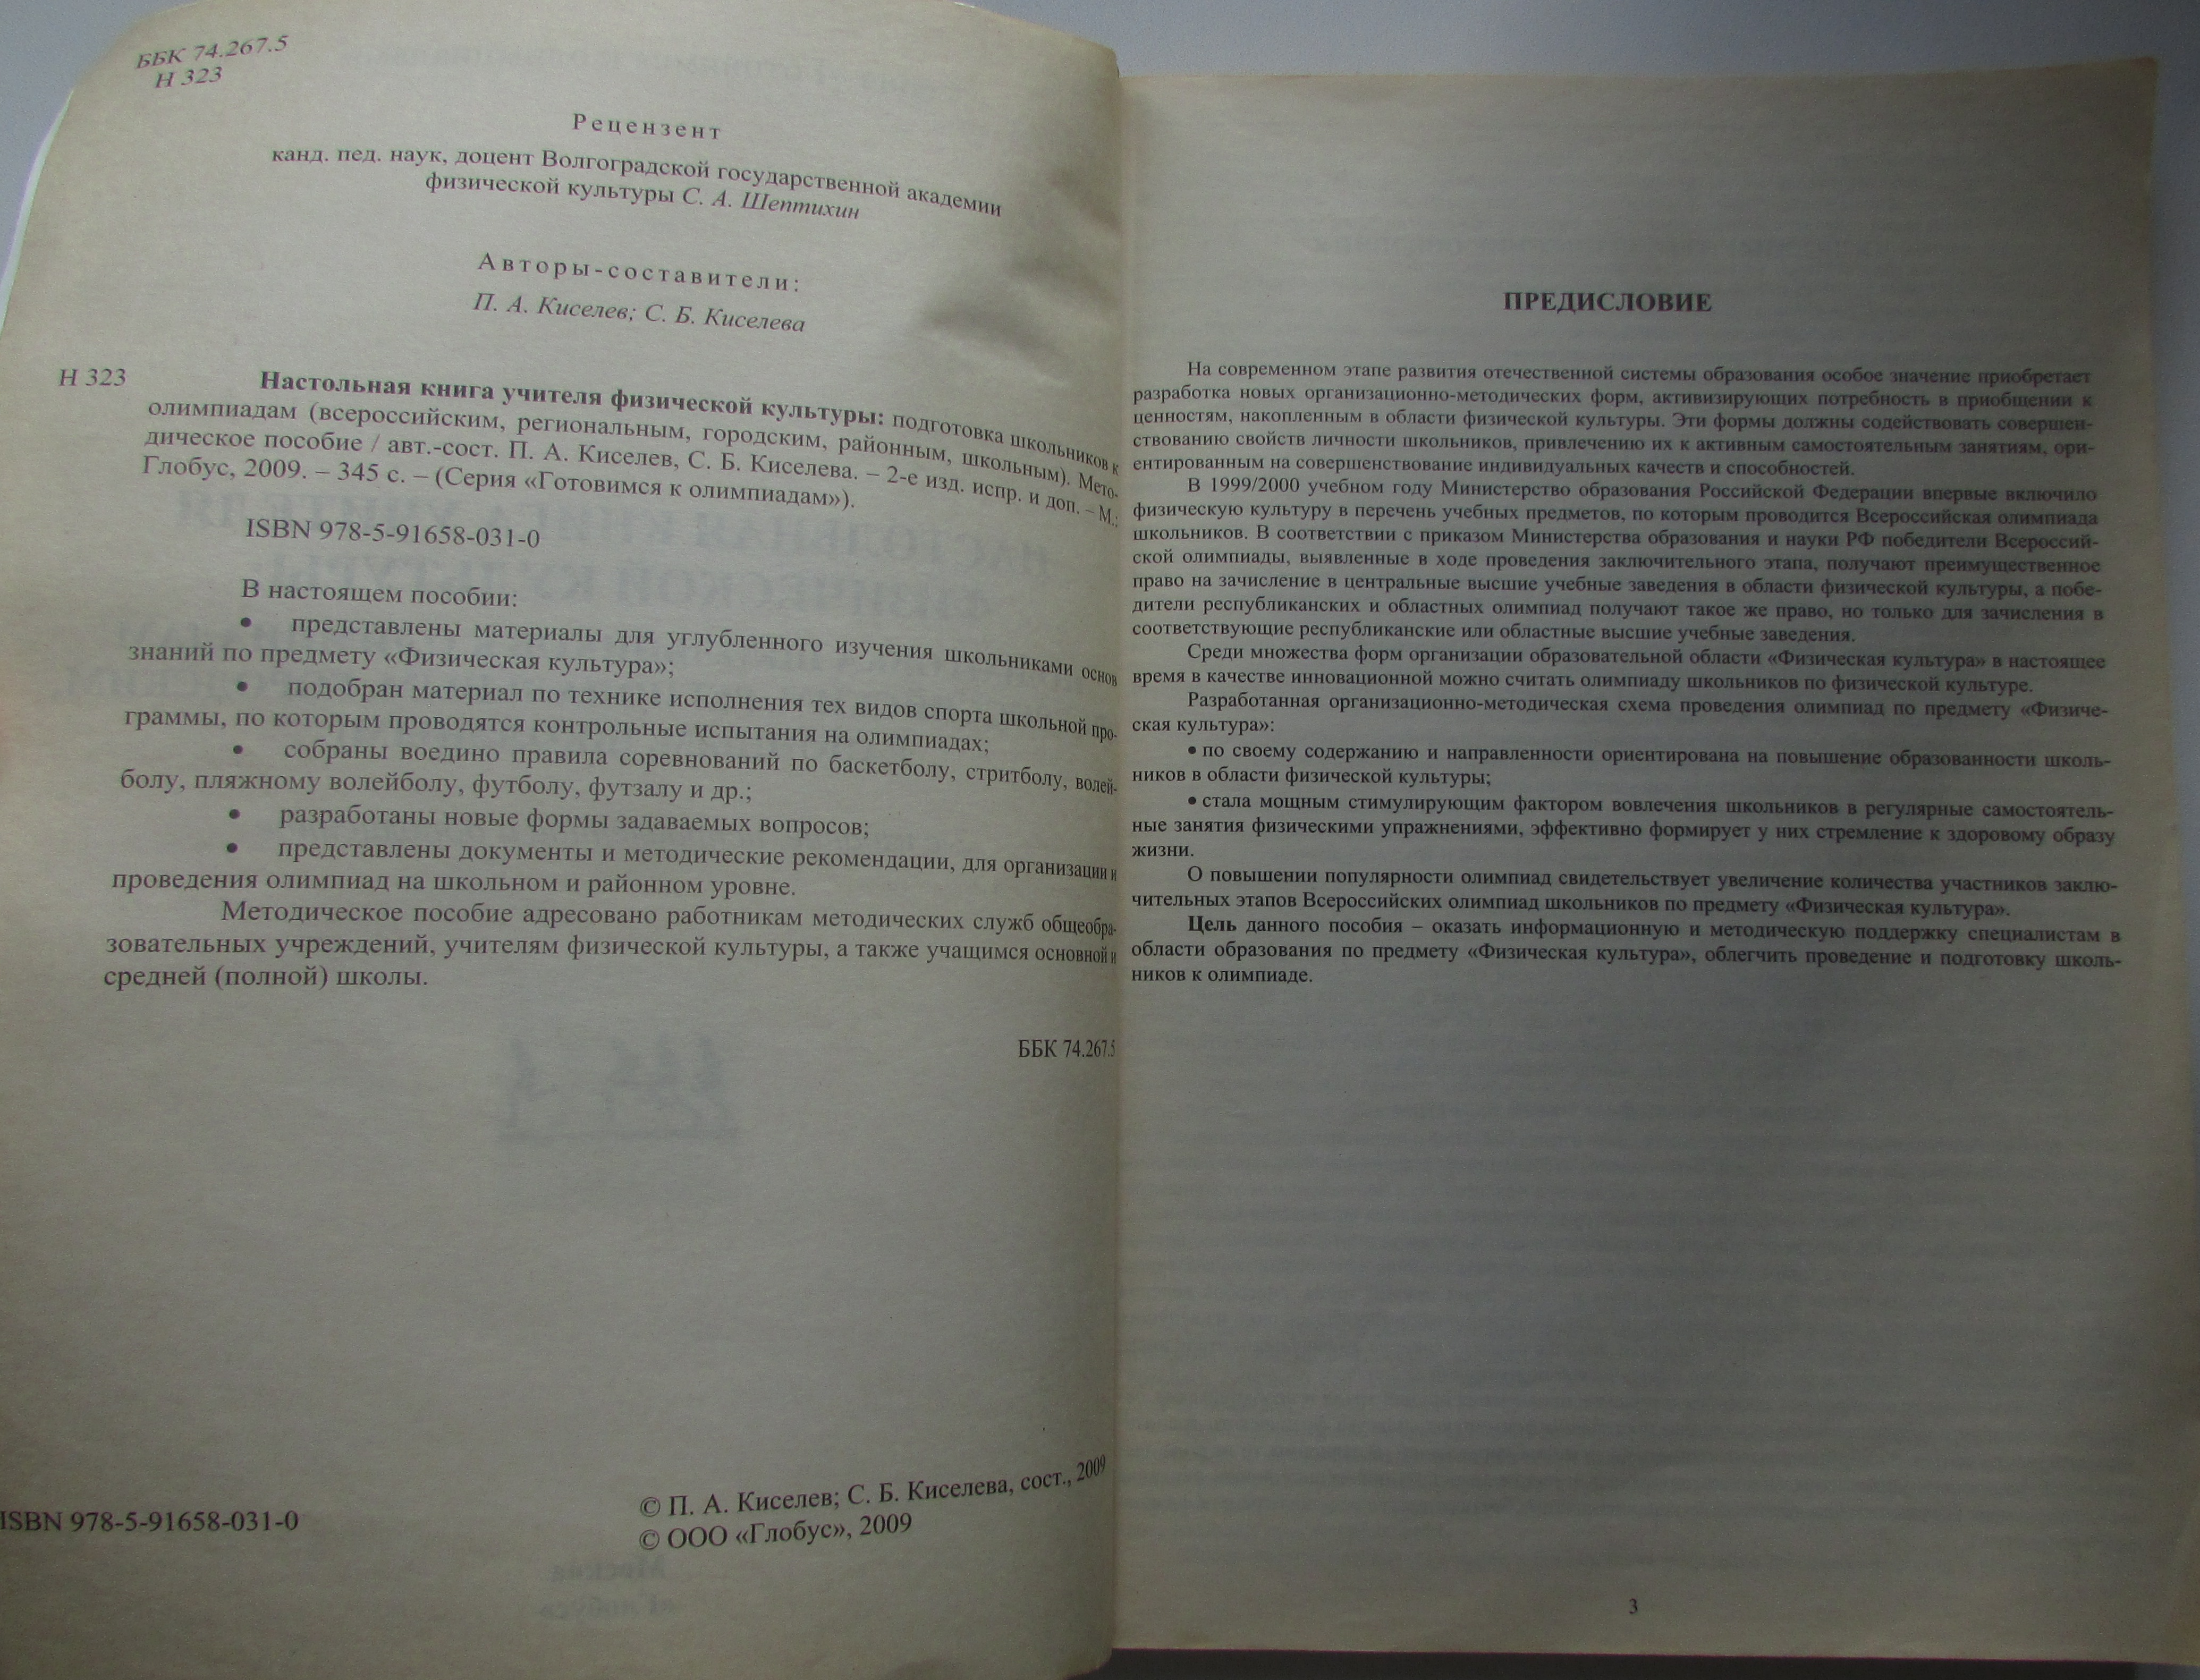 ББК 74.267.5
Н 323
Рецензент
канд. пед. наук, доцент Волгоградской государственной академии
физической культуры С. А. Шептихин
Авторы-составители:
П. А. Киселев; С. Б. Киселева
Н 323
Настольная книга учителя физической культуры: подготовка школьников к
олимпиадам (всероссийским, региональным, городским, районным, школьным). Мето-
дическое пособие / авт.-сост. П. А. Киселев, С. Б. Киселева. – 2-е изд. испр. и доп. – М.:
Глобус, 2009. – 345 с. – (Серия «Готовимся к олимпиадам»).
ISBN 978-5-91658-031-0
В настоящем пособии:
• представлены материалы для углубленного изучения школьниками основ
знаний по предмету «Физическая культура»;
• подобран материал по технике исполнения тех видов спорта школьной про-
граммы, по которым проводятся контрольные испытания на олимпиадах;
• собраны воедино правила соревнований по баскетболу, стритболу, волей-
болу, пляжному волейболу, футболу, футзалу и др.;
• разработаны новые формы задаваемых вопросов;
• представлены документы и методические рекомендации, для организации и
проведения олимпиад на школьном и районном уровне.
Методическое пособие адресовано работникам методических служб общеобра-
зовательных учреждений, учителям физической культуры, а также учащимся основной и
средней (полной) школы.
ББК 74.267.5
ISBN 978-5-91658-031-0
© П. А. Киселев; С. Б. Киселева, сост., 2009
© ООО «Глобус», 2009
ПРЕДИСЛОВИЕ
На современном этапе развития отечественной системы образования особое значение приобретает
разработка новых организационно-методических форм, активизирующих потребность в приобщении к
ценностям, накопленным в области физической культуры. Эти формы должны содействовать совершен-
ствованию свойств личности школьников, привлечению их к активным самостоятельным занятиям, ори-
ентированным на совершенствование индивидуальных качеств и способностей.
В 1999/2000 учебном году Министерство образования Российской Федерации впервые включило
физическую культуру в перечень учебных предметов, по которым проводится Всероссийская олимпиада
школьников. В соответствии с приказом Министерства образования и науки РФ победители Всероссий-
ской олимпиады, выявленные в ходе проведения заключительного этапа, получают преимущественное
право на зачисление в центральные высшие учебные заведения в области физической культуры, а побе-
дители республиканских и областных олимпиад получают такое же право, но только для зачисления в
соответствующие республиканские или областные высшие учебные заведения.
Среди множества форм организации образовательной области «Физическая культура» в настоящее
время в качестве инновационной можно считать олимпиаду школьников по физической культуре.
Разработанная организационно-методическая схема проведения олимпиад по предмету «Физиче-
ская культура»:
• по своему содержанию и направленности ориентирована на повышение образованности школь-
ников в области физической культуры;
• стала мощным стимулирующим фактором вовлечения школьников в регулярные самостоятель-
ные занятия физическими упражнениями, эффективно формирует у них стремление к здоровому образу
жизни.
О повышении популярности олимпиад свидетельствует увеличение количества участников заклю-
чительных этапов Всероссийских олимпиад школьников по предмету «Физическая культура».
Цель данного пособия – оказать информационную и методическую поддержку специалистам в
области образования по предмету «Физическая культура», облегчить проведение и подготовку школь-
ников к олимпиаде.
3